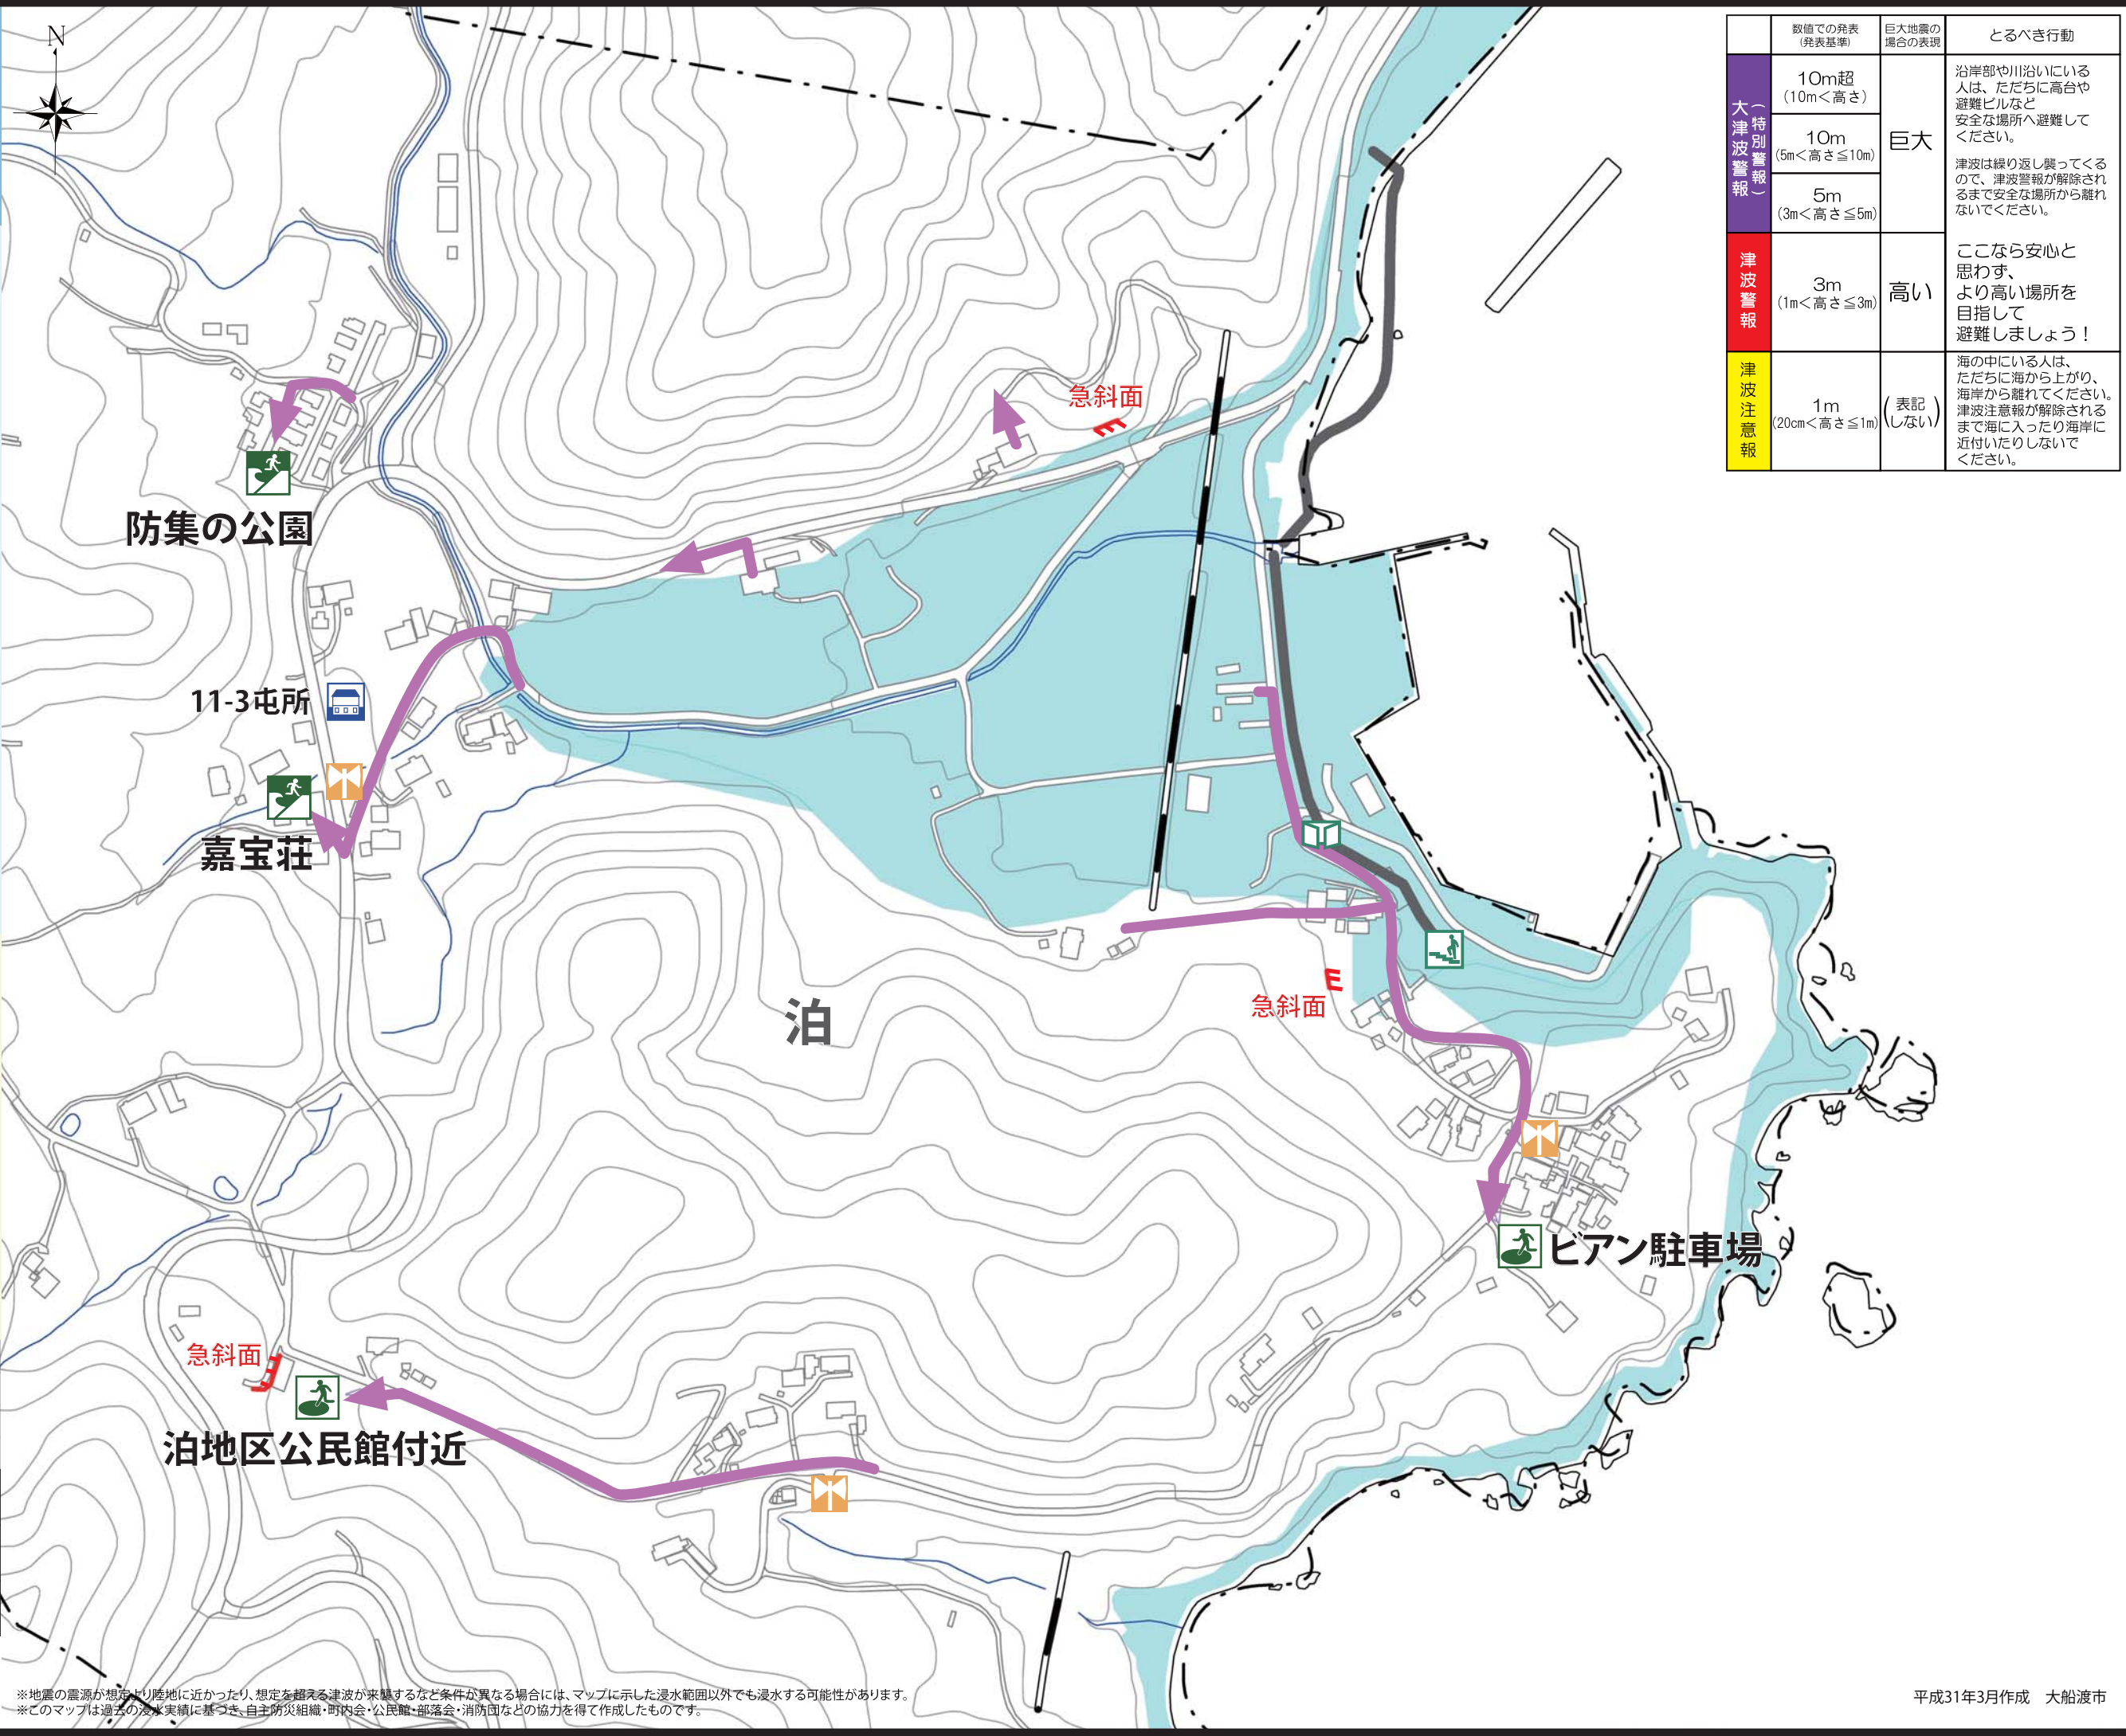 N
数値での発表
(発表基準)
巨大地震の
場合の表現
とるべき行動
大津波警報
(特別警報)
10m超
(10m<高さ)
10m
(5m<高さ≦10m)
5m
(3m<高さ≦5m)
巨大
沿岸部や川沿いにいる
人は、ただちに高台や
避難ビルなど
安全な場所へ避難して
ください。
津波は繰り返し襲ってくる
ので、津波警報が解除され
るまで安全な場所から離れ
ないでください。
津波警報
3m
(1m<高さ≦3m)
高い
ここなら安心と
思わず、
より高い場所を
目指して
避難しましょう!
津波注意報
1m
(20cm<高さ≦1m)
(表記
しない)
海の中にいる人は、
ただちに海から上がり、
海岸から離れてください。
津波注意報が解除される
まで海に入ったり海岸に
近付いたりしないで
ください。
急斜面
防集の公園
11-3屯所
嘉宝荘
急斜面
泊
ビアン駐車場
急斜面
泊地区公民館付近
※地震の震源が想定より陸地に近かったり、想定を超える津波が来襲するなど条件が異なる場合には、マップに示した浸水範囲以外でも浸水する可能性があります。
※このマップは過去の浸水実績に基づき、自主防災組織・町内会・公民館・部落会・消防団などの協力を得て作成したものです。
平成31年3月作成 大船渡市